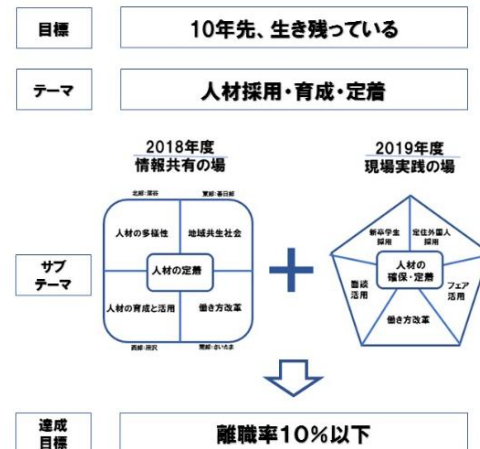 目標
10年先、生き残っている
テーマ
人材採用・育成・定着
2018年度
情報共有の場
2019年度
現場実践の場
北部:深谷
東部:春日部
人材の多様性
地域共生社会
人材の定着
人材の育成と活用
働き方改革
西部:所沢
南部:さいたま
サブ
テーマ
+
新卒学生
採用
定住外国人
採用
人材の
確保・定着
面談
活用
フェア
活用
働き方改革
達成
目標
離職率10%以下